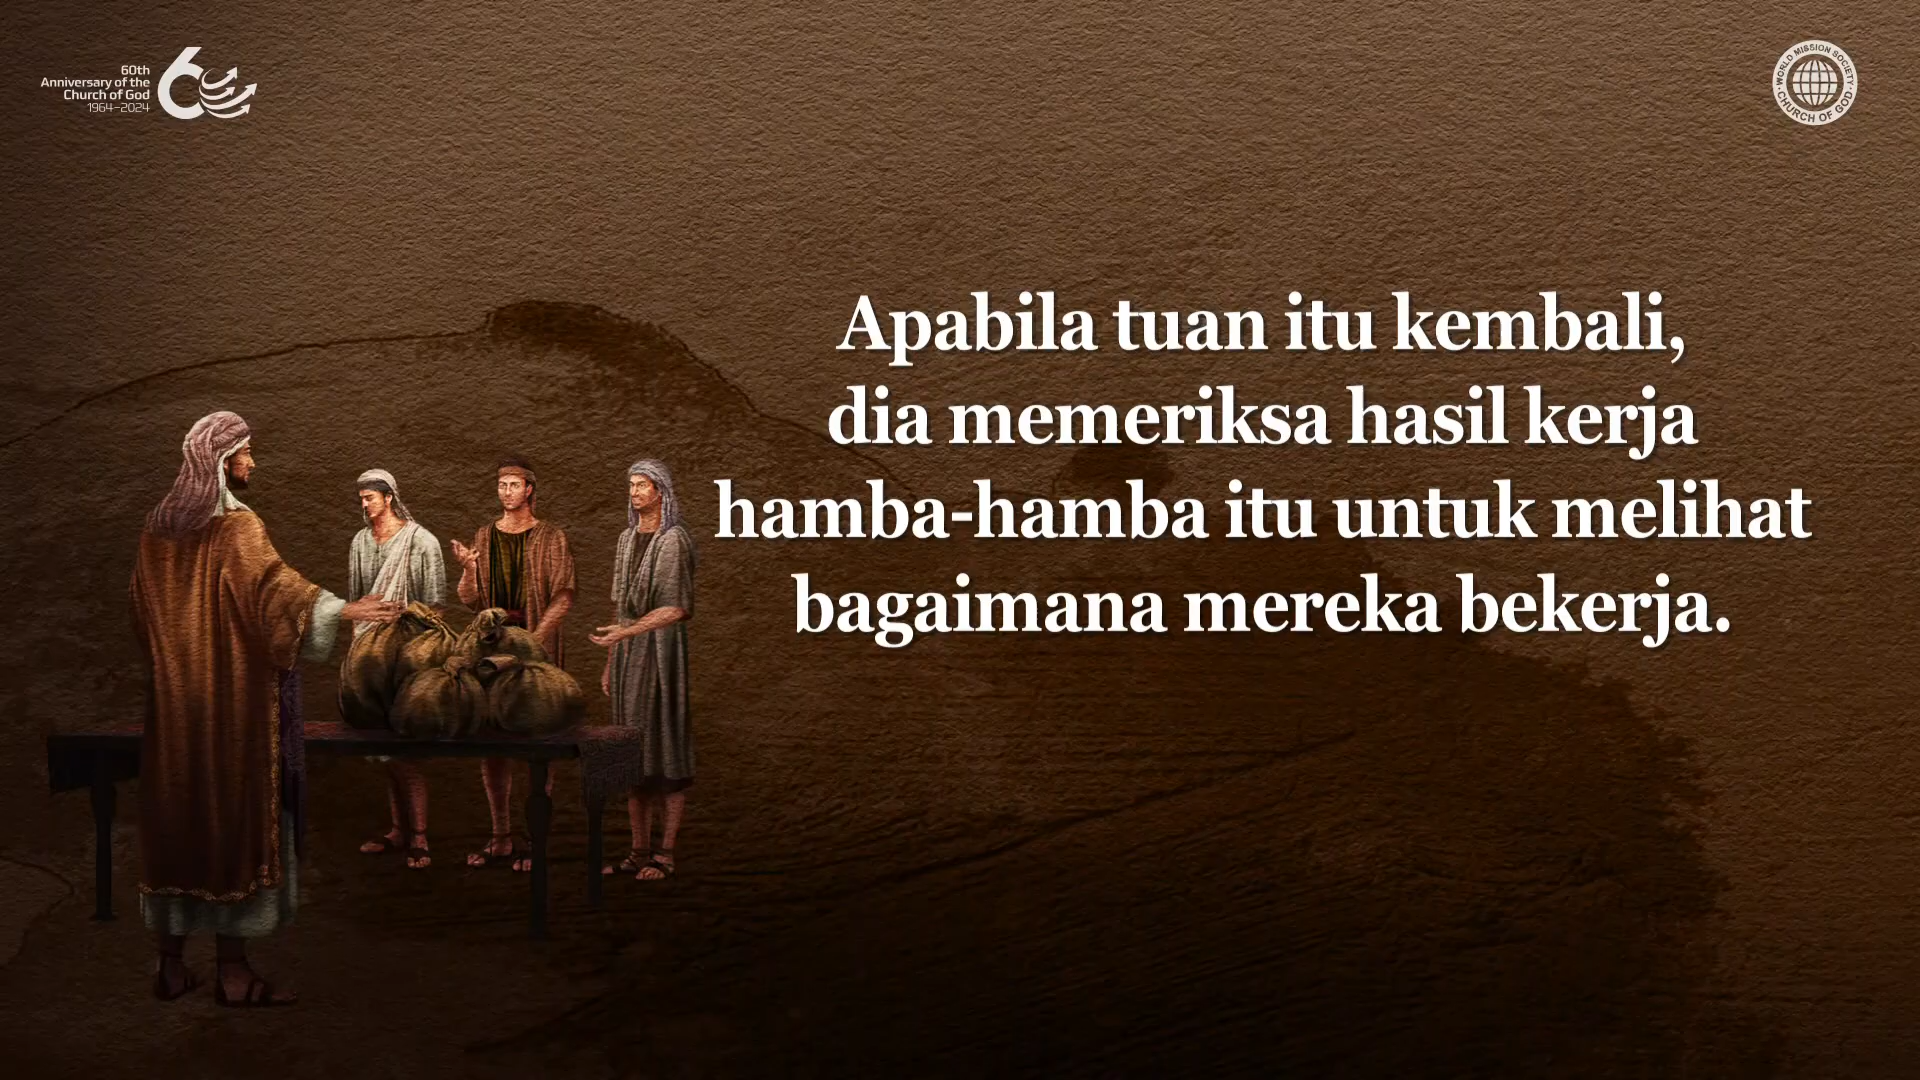 60th
Anniversary of the
Church of God
1964–2024
60
WORLD MISSION SOCIETY
CHURCH OF GOD
Apabila tuan itu kembali,
dia memeriksa hasil kerja
hamba-hamba itu untuk melihat
bagaimana mereka bekerja.